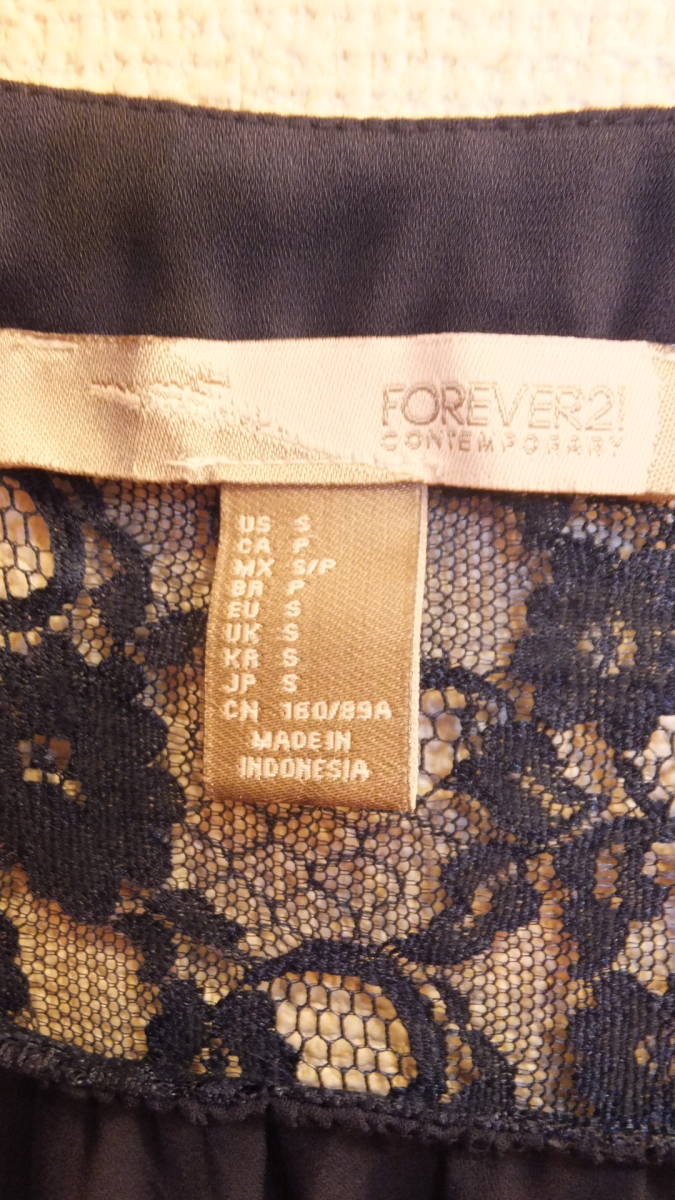 FOREVER21
CONTEMPORARY
US S
CA P
MX S/P
BR P
EU S
UK S
KR S
JP S
CN 160/89A
MADE IN
INDONESIA